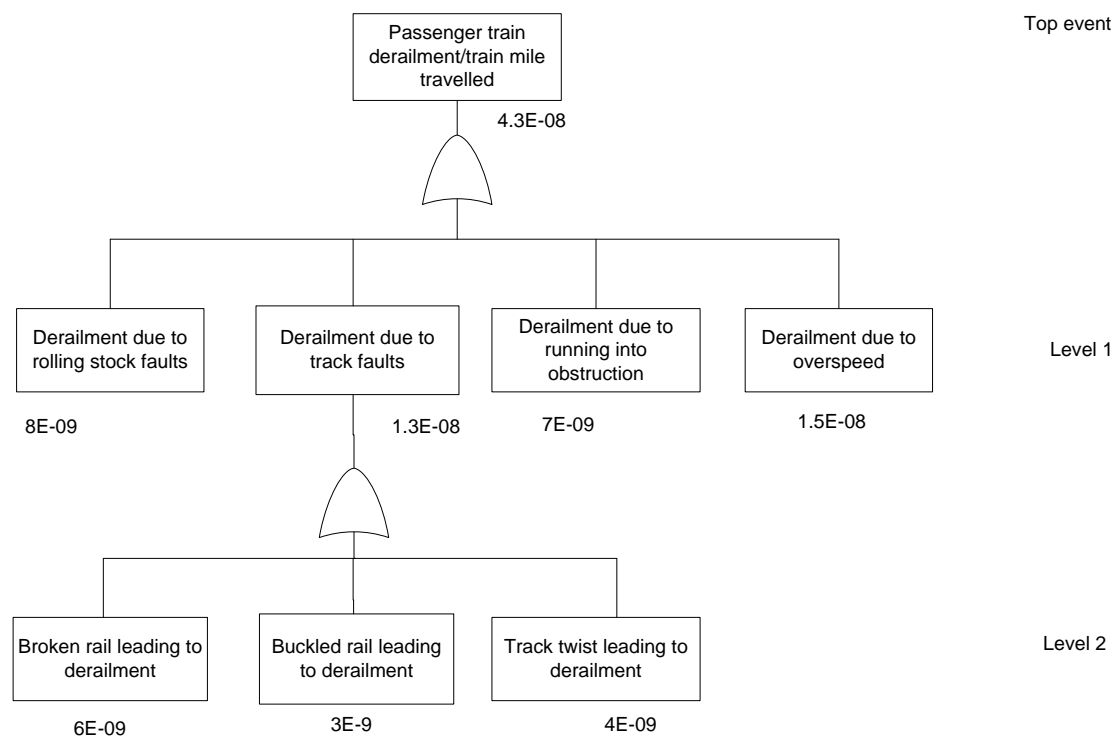 Top event
Passenger train
derailment/train mile
travelled
4.3E-08
Derailment due to
rolling stock faults
Derailment due to
track faults
Derailment due to
running into
obstruction
Derailment due to
overspeed
Level 1
8E-09
1.3E-08
7E-09
1.5E-08
Broken rail leading to
derailment
Buckled rail leading
to derailment
Track twist leading to
derailment
Level 2
6E-09
3E-9
4E-09